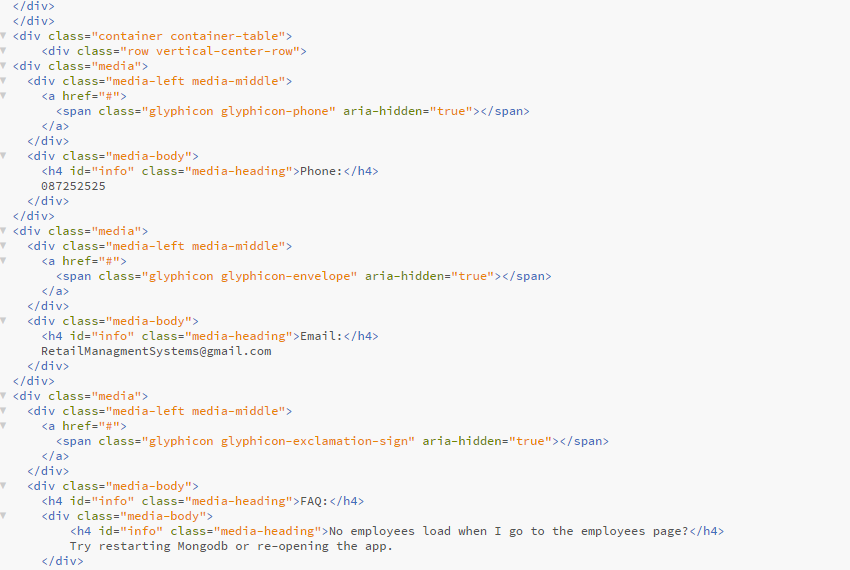 </div>
</div>
<div class="container container-table">
<div class="row vertical-center-row">
<div class="media">
<div class="media-left media-middle">
<a href="#">
<span class="glyphicon glyphicon-phone" aria-hidden="true"></span>
</a>
</div>
<div class="media-body">
<h4 id="info" class="media-heading">Phone:</h4>
087252525
</div>
</div>
<div class="media">
<div class="media-left media-middle">
<a href="#">
<span class="glyphicon glyphicon-envelope" aria-hidden="true"></span>
</a>
</div>
<div class="media-body">
<h4 id="info" class="media-heading">Email:</h4>
RetailManagmentSystems@gmail.com
</div>
</div>
<div class="media">
<div class="media-left media-middle">
<a href="#">
<span class="glyphicon glyphicon-exclamation-sign" aria-hidden="true"></span>
</a>
</div>
<div class="media-body">
<h4 id="info" class="media-heading">FAQ:</h4>
<div class="media-body">
<h4 id="info" class="media-heading">No employees load when I go to the employees page?</h4>
Try restarting Mongodb or re-opening the app.
</div>